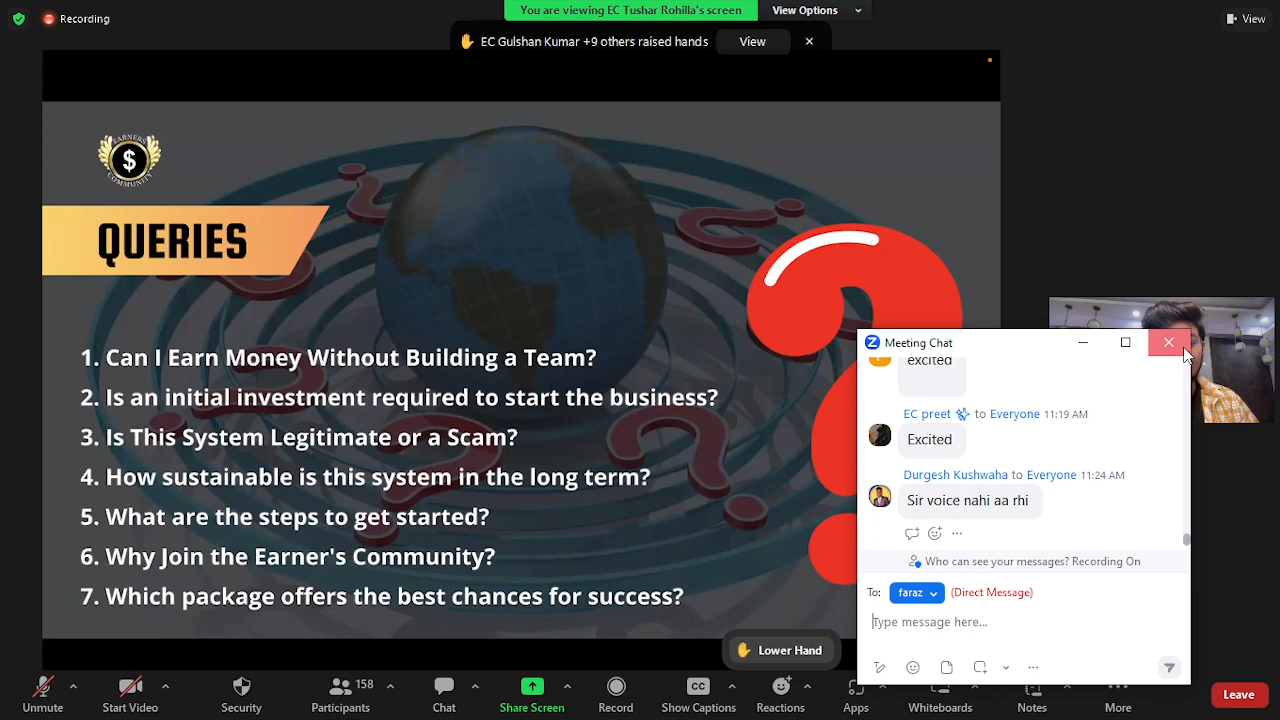 Recording
You are viewing EC Tushar Rohilla's screen
View Options
View
EC Gulshan Kumar +9 others raised hands
View
EARNERS
$
COMMUNITY
QUERIES
1. Can I Earn Money Without Building a Team?
2. Is an initial investment required to start the business?
3. Is This System Legitimate or a Scam?
4. How sustainable is this system in the long term?
5. What are the steps to get started?
6. Why Join the Earner's Community?
7. Which package offers the best chances for success?
Lower Hand
Meeting Chat
excited
EC preet to Everyone 11:19 AM
Excited
Durgesh Kushwaha to Everyone 11:24 AM
Sir voice nahi aa rhi
Who can see your messages? Recording On
To: faraz (Direct Message)
Type message here...
Unmute
Start Video
Security
158
Participants
Chat
Share Screen
Record
CC
Show Captions
Reactions
Apps
Whiteboards
Notes
More
Leave